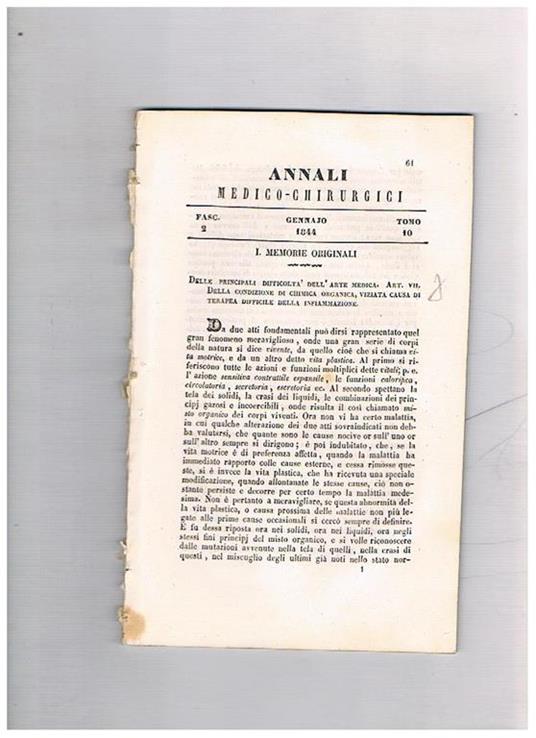 61
ANNALI
MEDICO-CHIRURGICI
FASC. GENNAJO TOMO
2 1844 10
I. MEMORIE ORIGINALI
DELLE PRINCIPALI DIFFICOLTA' DELL'ARTE MEDICA. ART. VII.
DELLA CONDIZIONE DI CHIMICA ORGANICA, VIZIATA CAUSA DI
TERAPEA DIFFICILE DELLA INFIAMMAZIONE.
Da due atti fondamentali può dirsi rappresentato quel
gran fenomeno meraviglioso, onde una gran serie di corpi
della natura si dice vivente, da quello cioè che si chiama vi-
ta motrice, e da un altro detto vita plastica. Al primo si ri-
feriscono tutte le azioni e funzioni moltiplici dette vitali; p. e.
l'azione sensitiva contrattile expansile, le funzioni calorifica,
circolatoria, secretoria, escretoria ec. Al secondo spettano la
tela dei solidi, la crasi dei liquidi, le combinazioni dei prin-
cipj gazosi e incoercibili, onde risulta il così chiamato mi-
sto organico dei corpi viventi. Ora non vi ha certo malattia,
in cui qualche alterazione dei due atti sovraindicati non deb-
ba valutarsi, che quante sono le cause nocive or sull'uno or
sull'altro sempre si dirigono; è poi indubitato, che, se la
vita motrice è di preferenza affetta, quando la malattia ha
immediato rapporto colle cause esterne, e cessa rimosse que-
ste, si è invece la vita plastica, che ha ricevuta una speciale
modificazione, quando allontanate le stesse cause, ciò non o-
stante persiste e decorre per certo tempo la malattia mede-
sima. Non è pertanto a meravigliare, se questa abnormità del-
la vita plastica, o causa prossima delle malattie non più le-
gate alle prime cause occasionali si cercò sempre di definire.
E fu dessa riposta ora nei solidi, ora nei liquidi, ora negli
stessi fini principj del misto organico, e si volle riconoscere
dalle mutazioni avvenute nella tela di quelli, nella crasi di
questi, nel miscuglio degli ultimi già noti nello stato nor-
1